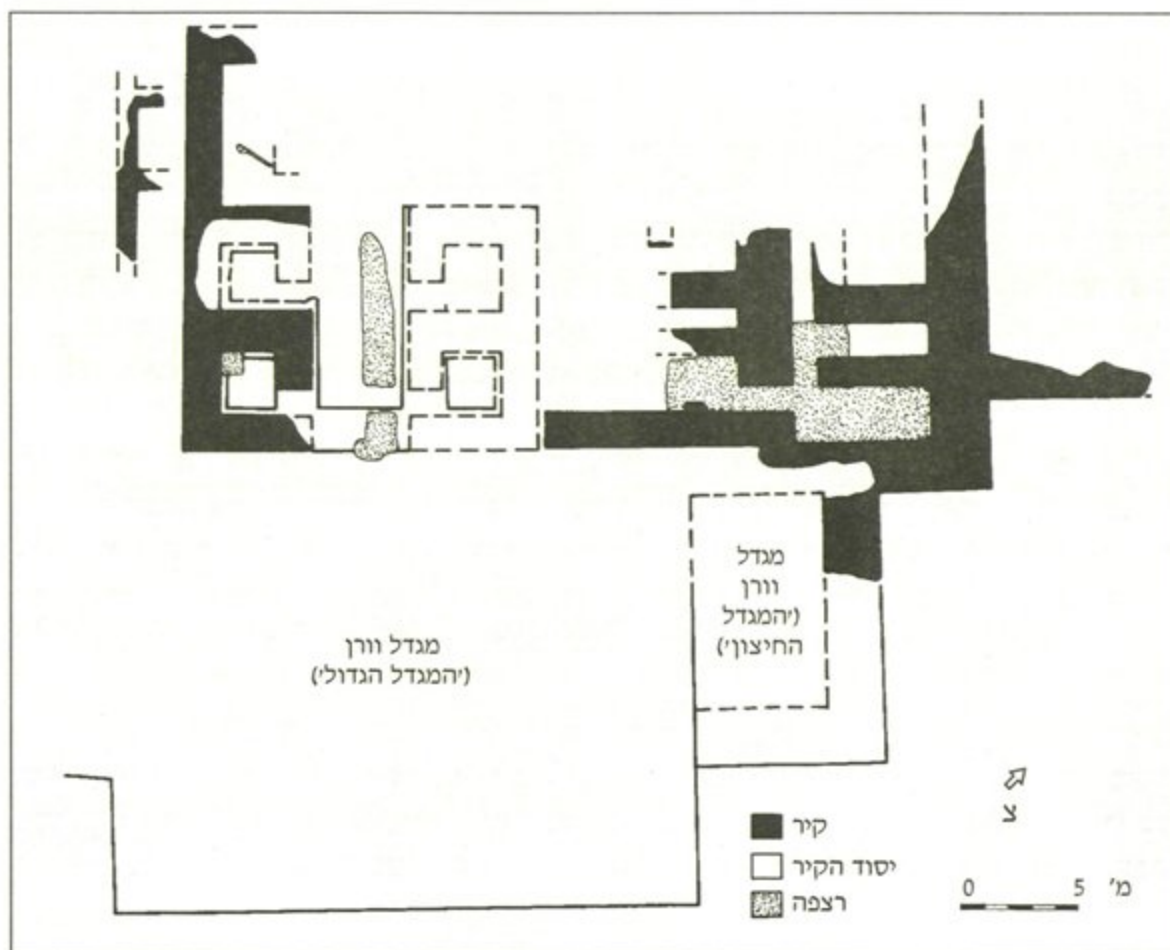 מגדל
וורן
('המגדל
החיצון')
מגדל וורן
('המגדל הגדול')
צ
קיר
יסוד הקיר
רצפה
0 5 מ'